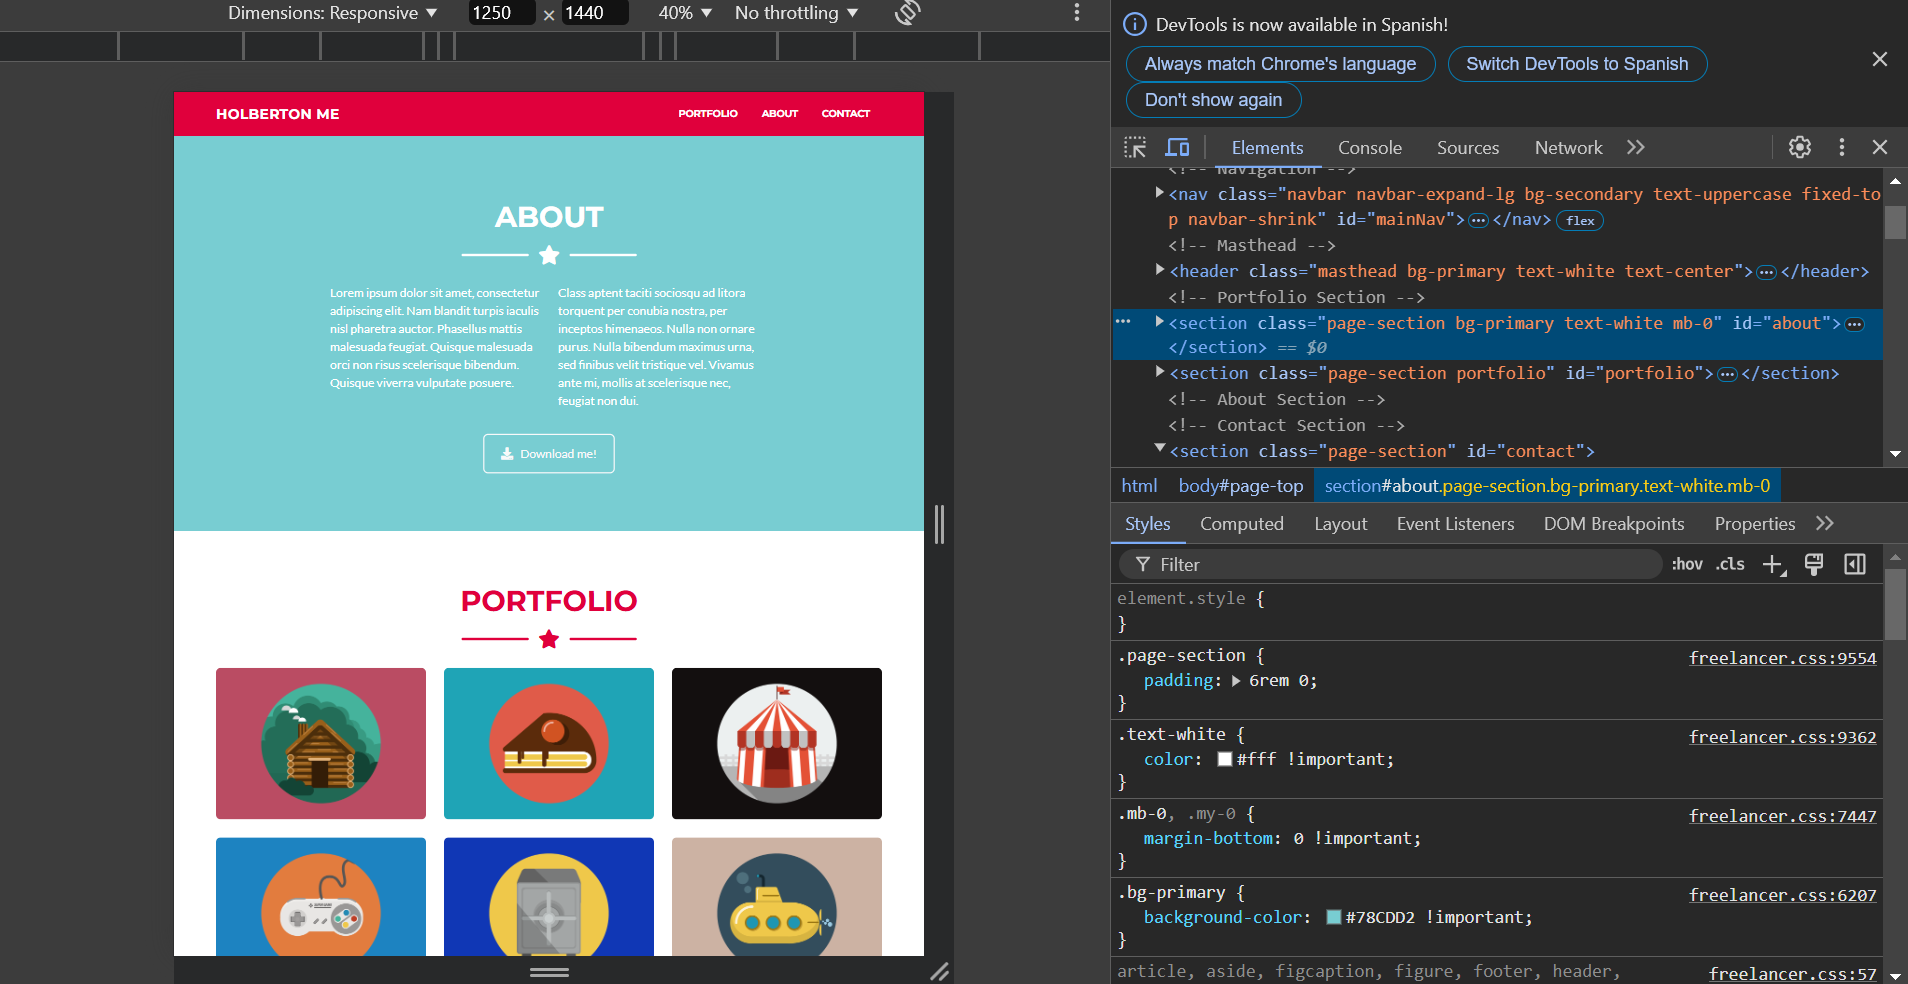 Dimensions: Responsive ▼ 1250 × 1440 40% ▼ No throttling ▼
HOLBERTON ME
PORTFOLIO ABOUT CONTACT
ABOUT
Lorem ipsum dolor sit amet, consectetur
adipiscing elit. Nam blandit turpis iaculis
nisl pharetra auctor. Phasellus mattis
malesuada feugiat. Quisque malesuada
orci non risus scelerisque bibendum.
Quisque viverra vulputate posuere.
Class aptent taciti sociosqu ad litora
torquent per conubia nostra, per
inceptos himenaeos. Nulla non ornare
purus. Nulla bibendum maximus urna,
sed finibus velit tristique vel. Vivamus
ante mi, mollis at scelerisque nec,
feugiat non dui.
Download me!
PORTFOLIO
DevTools is now available in Spanish!
Always match Chrome's language Switch DevTools to Spanish
Don't show again
Elements Console Sources Network
<!-- Navigation -->
<nav class="navbar navbar-expand-lg bg-secondary text-uppercase fixed-to
p navbar-shrink" id="mainNav">…</nav> flex
<!-- Masthead -->
<header class="masthead bg-primary text-white text-center">…</header>
<!-- Portfolio Section -->
<section class="page-section bg-primary text-white mb-0" id="about">…
</section> == $0
<section class="page-section portfolio" id="portfolio">…</section>
<!-- About Section -->
<!-- Contact Section -->
<section class="page-section" id="contact">
html body#page-top section#about.page-section.bg-primary.text-white.mb-0
Styles Computed Layout Event Listeners DOM Breakpoints Properties
Filter :hov .cls
element.style {
}
.page-section { freelancer.css:9554
padding: ▶ 6rem 0;
}
.text-white { freelancer.css:9362
color: #fff !important;
}
.mb-0, .my-0 { freelancer.css:7447
margin-bottom: 0 !important;
}
.bg-primary { freelancer.css:6207
background-color: #78CDD2 !important;
}
article, aside, figcaption, figure, footer, header, freelancer.css:57